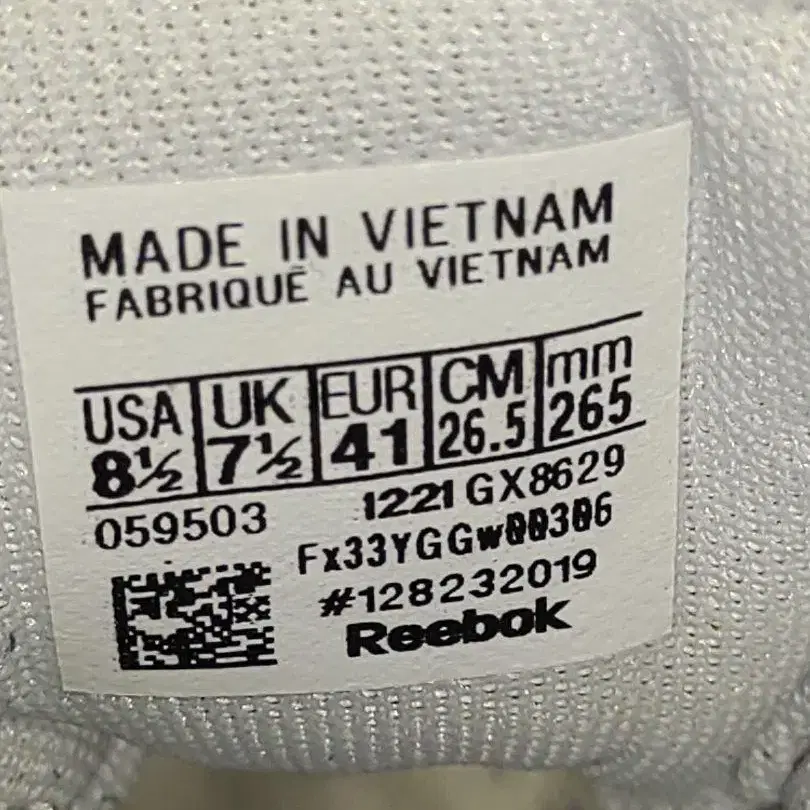 MADE IN VIETNAM
FABRIQUÉ AU VIETNAM
USA UK EUR CM mm
8½ 7½ 41 26.5 265
059503 1221 GX8629
#128232019
Reebok